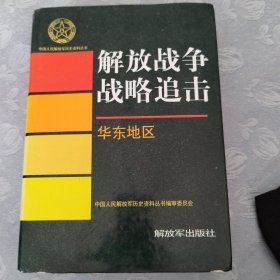 中国人民解放军历史资料丛书
解放战争
战略追击
华东地区
中国人民解放军历史资料丛书编审委员会
解放军出版社